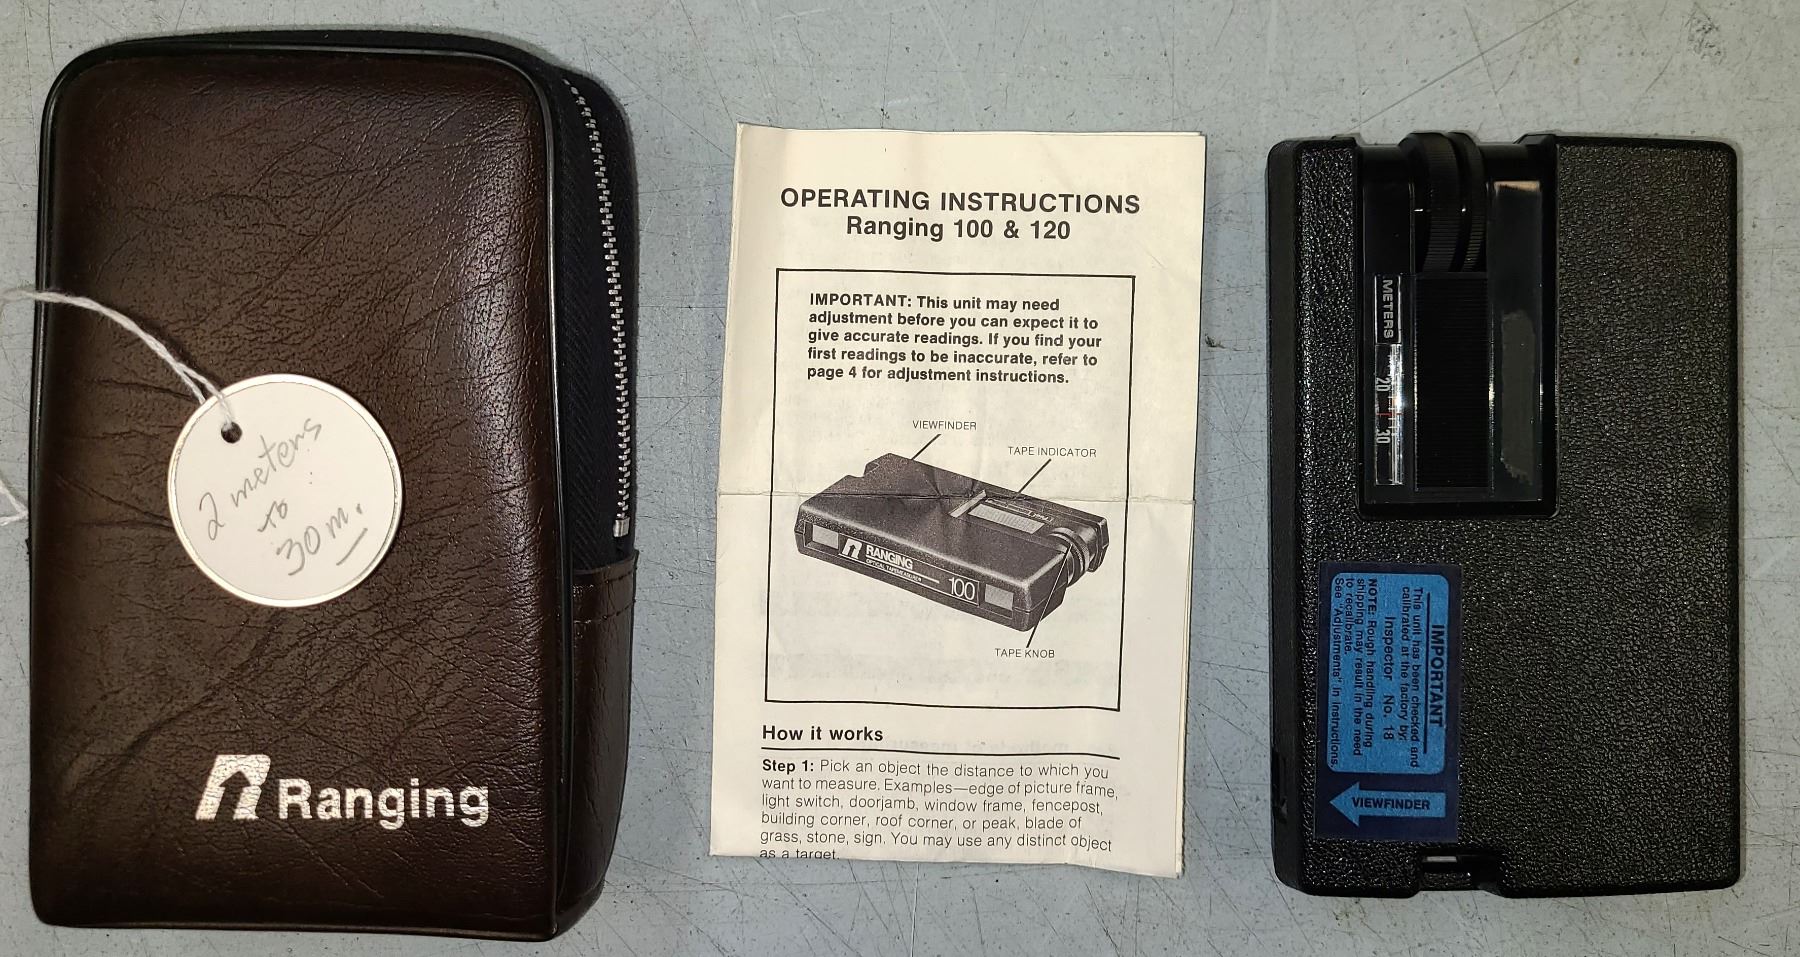 2 meters
to
30 m.
Ranging
OPERATING INSTRUCTIONS
Ranging 100 & 120
IMPORTANT: This unit may need
adjustment before you can expect it to
give accurate readings. If you find your
first readings to be inaccurate, refer to
page 4 for adjustment instructions.
VIEWFINDER
TAPE INDICATOR
RANGING
OPTICAL TAPEMEASURE
100
TAPE KNOB
How it works
Step 1: Pick an object the distance to which you
want to measure. Examples—edge of picture frame,
light switch, doorjamb, window frame, fencepost,
building corner, roof corner, or peak, blade of
grass, stone, sign. You may use any distinct object
as a target.
METERS
20
30
IMPORTANT
This unit has been checked and
calibrated at the factory by:
Inspector No. 18
NOTE: Rough handling during
shipping may result in the need
to recalibrate.
See "Adjustments" in instructions.
VIEWFINDER